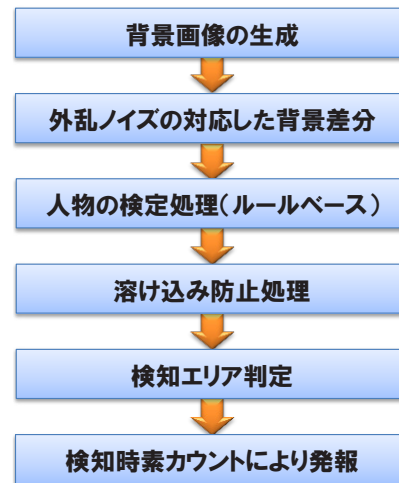 背景画像の生成
外乱ノイズの対応した背景差分
人物の検定処理(ルールベース)
溶け込み防止処理
検知エリア判定
検知時素カウントにより発報